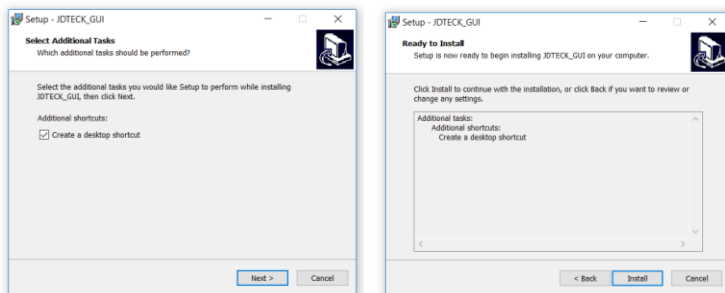 Setup - JDTECK_GUI
Select Additional Tasks
Which additional tasks should be performed?
Select the additional tasks you would like Setup to perform while installing
JDTECK_GUI, then click Next.
Additional shortcuts:
Create a desktop shortcut
Next >
Cancel
Setup - JDTECK_GUI
Ready to Install
Setup is now ready to begin installing JDTECK_GUI on your computer.
Click Install to continue with the installation, or click Back if you want to review or
change any settings.
Additional tasks:
Additional shortcuts:
Create a desktop shortcut
< Back
Install
Cancel